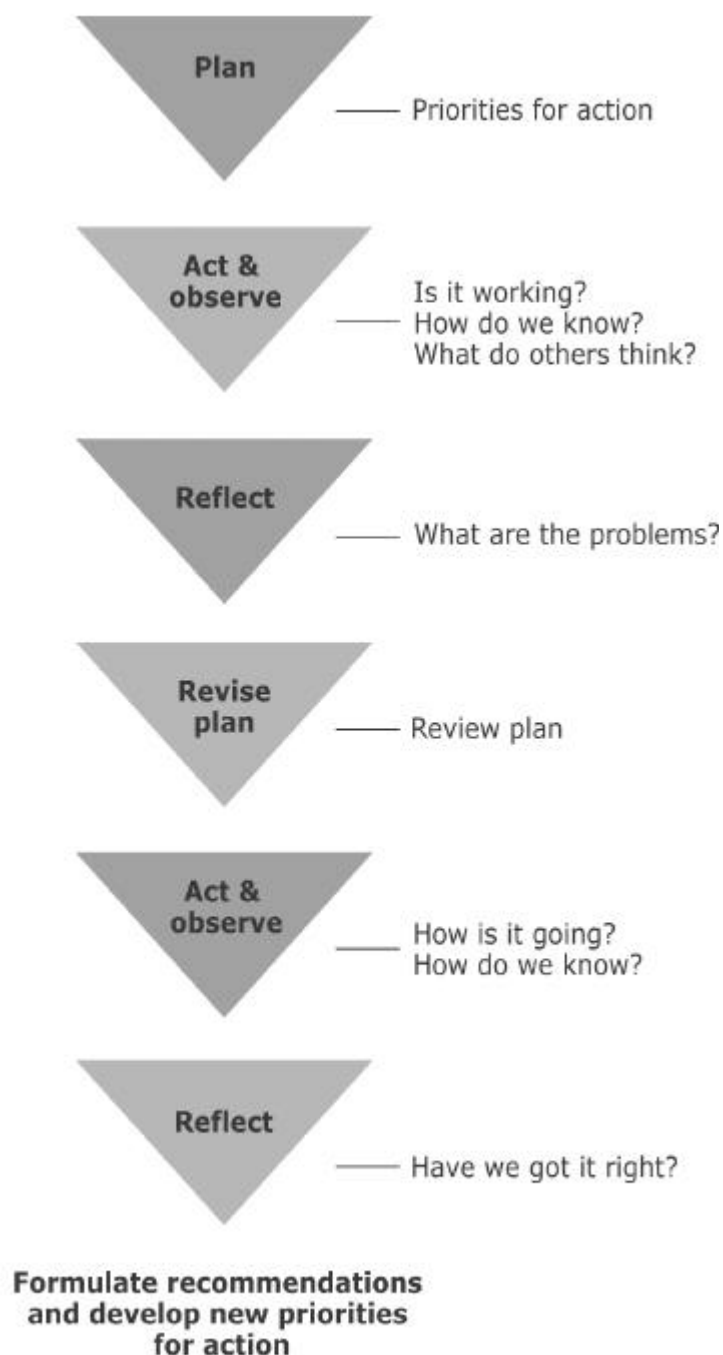 Plan
Priorities for action
Act &
observe
Is it working?
How do we know?
What do others think?
Reflect
What are the problems?
Revise
plan
Review plan
Act &
observe
How is it going?
How do we know?
Reflect
Have we got it right?
Formulate recommendations
and develop new priorities
for action